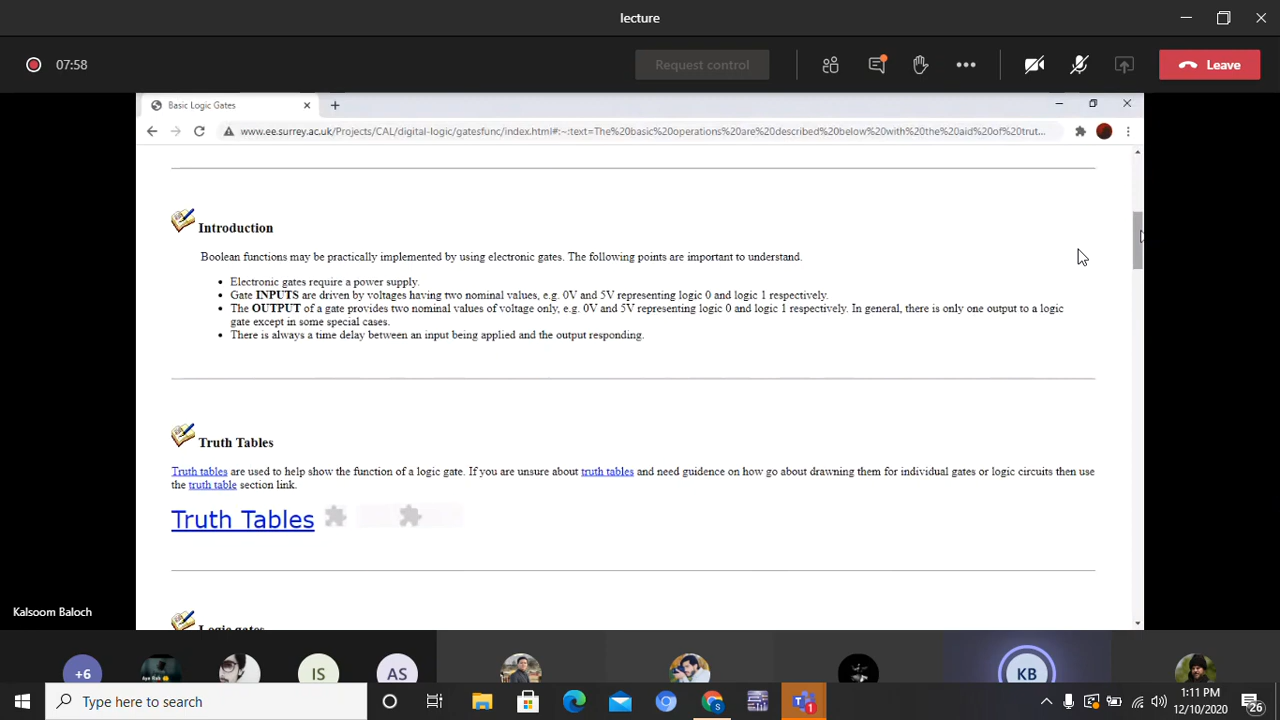 lecture
07:58
Request control
Leave
Basic Logic Gates
www.ee.surrey.ac.uk/Projects/CAL/digital-logic/gatesfunc/index.html#:~:text=The%20basic%20operations%20are%20described%20below%20with%20the%20aid%20of%20trut...
Introduction
Boolean functions may be practically implemented by using electronic gates. The following points are important to understand.
Electronic gates require a power supply.
Gate INPUTS are driven by voltages having two nominal values, e.g. 0V and 5V representing logic 0 and logic 1 respectively.
The OUTPUT of a gate provides two nominal values of voltage only, e.g. 0V and 5V representing logic 0 and logic 1 respectively. In general, there is only one output to a logic
gate except in some special cases.
There is always a time delay between an input being applied and the output responding.
Truth Tables
Truth tables are used to help show the function of a logic gate. If you are unsure about truth tables and need guidance on how go about drawning them for individual gates or logic circuits then use
the truth table section link.
Truth Tables
Logic gates
Kalsoom Baloch
+6
IS
AS
KB
Type here to search
1
1:11 PM
12/10/2020
26